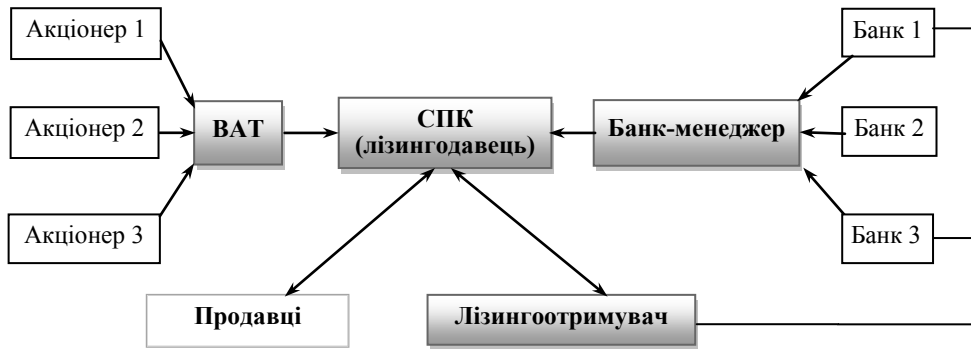 Акціонер 1
Банк 1
Акціонер 2
ВАТ
СПК
(лізингодавець)
Банк-менеджер
Банк 2
Акціонер 3
Банк 3
Продавці
Лізингоотримувач